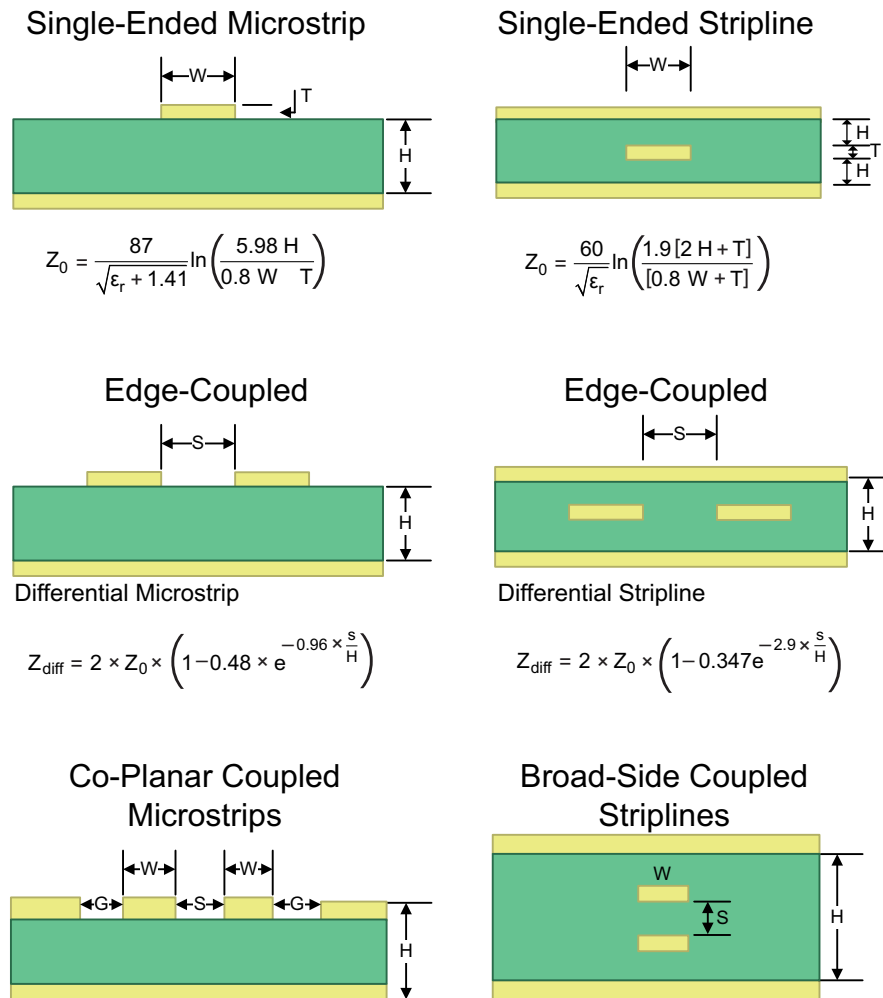 Single-Ended Microstrip
W
T
H
Z₀ = 87 / √(εᵣ + 1.41) ln(5.98 H / 0.8 W T)
Single-Ended Stripline
W
H
T
H
Z₀ = 60 / √εᵣ ln(1.9 [2 H + T] / [0.8 W + T])
Edge-Coupled
S
H
Differential Microstrip
Z_diff = 2 × Z₀ × (1 − 0.48 × e^(−0.96 × s/H))
Edge-Coupled
S
H
Differential Stripline
Z_diff = 2 × Z₀ × (1 − 0.347e^(−2.9 × s/H))
Co-Planar Coupled
Microstrips
W W
G S G
H
Broad-Side Coupled
Striplines
W
S
H